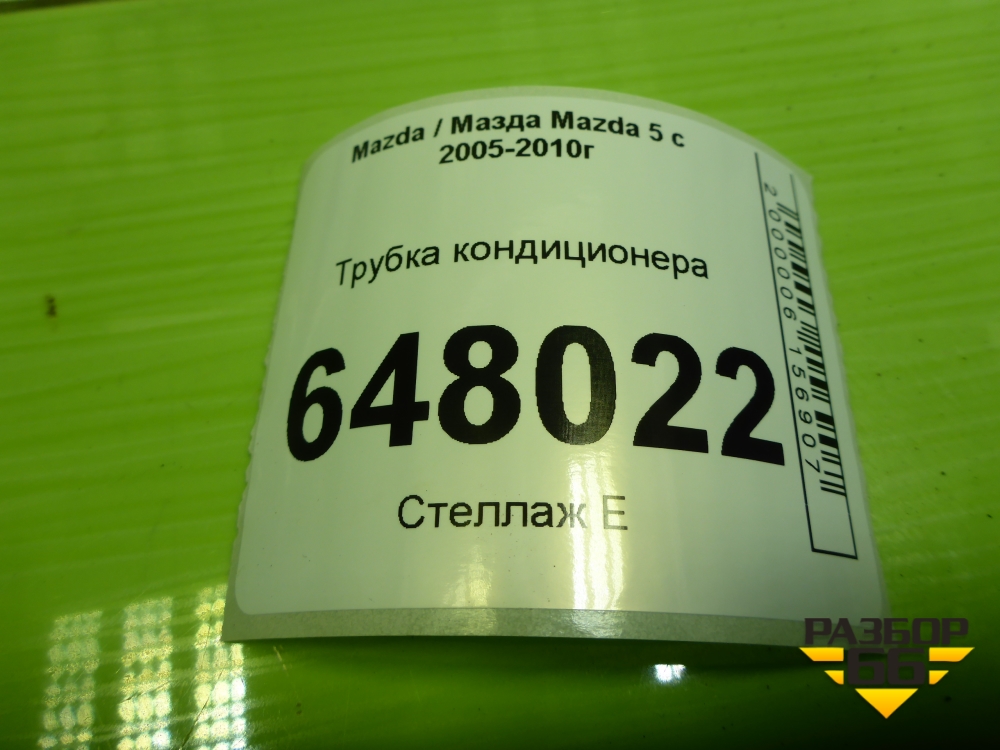 Mazda / Мазда Mazda 5 с
2005-2010г
Трубка кондиционера
648022
Стеллаж Е
2000006156907
РАЗБОР
66